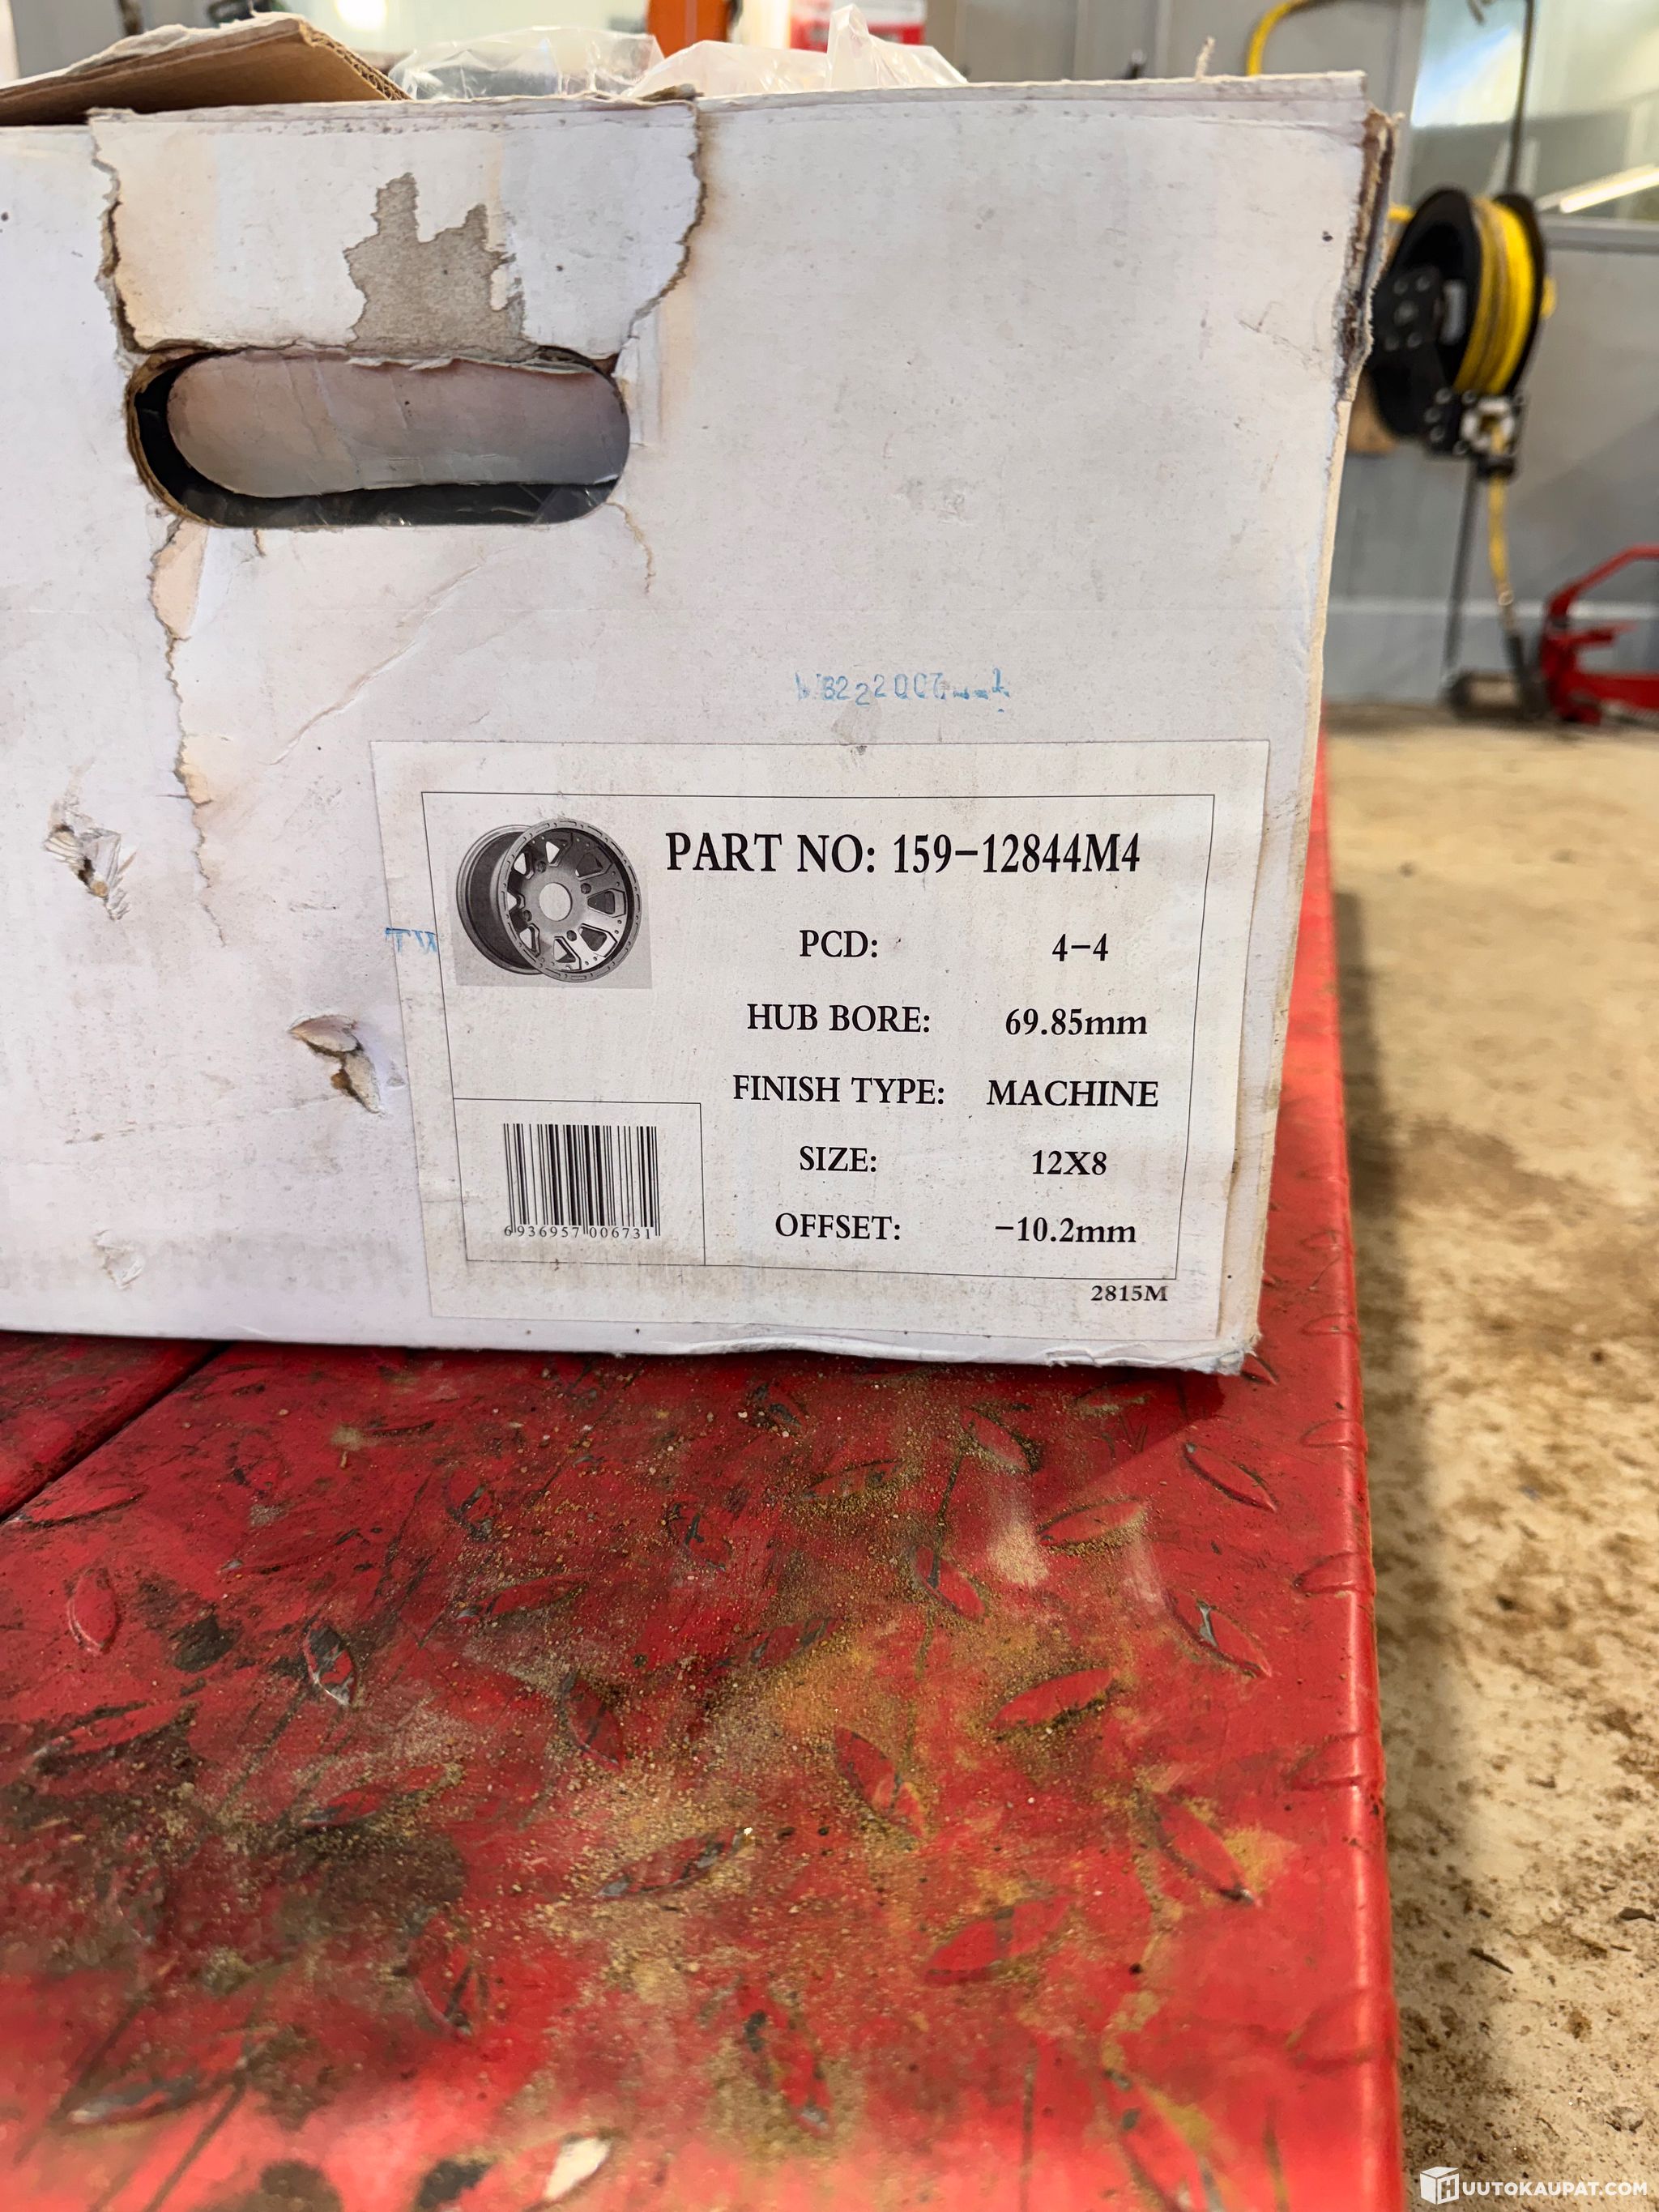 PART NO: 159-12844M4
PCD: 4-4
HUB BORE: 69.85mm
FINISH TYPE: MACHINE
SIZE: 12X8
OFFSET: -10.2mm
6936957006731
2815M
HUUTOKAUPAT.COM